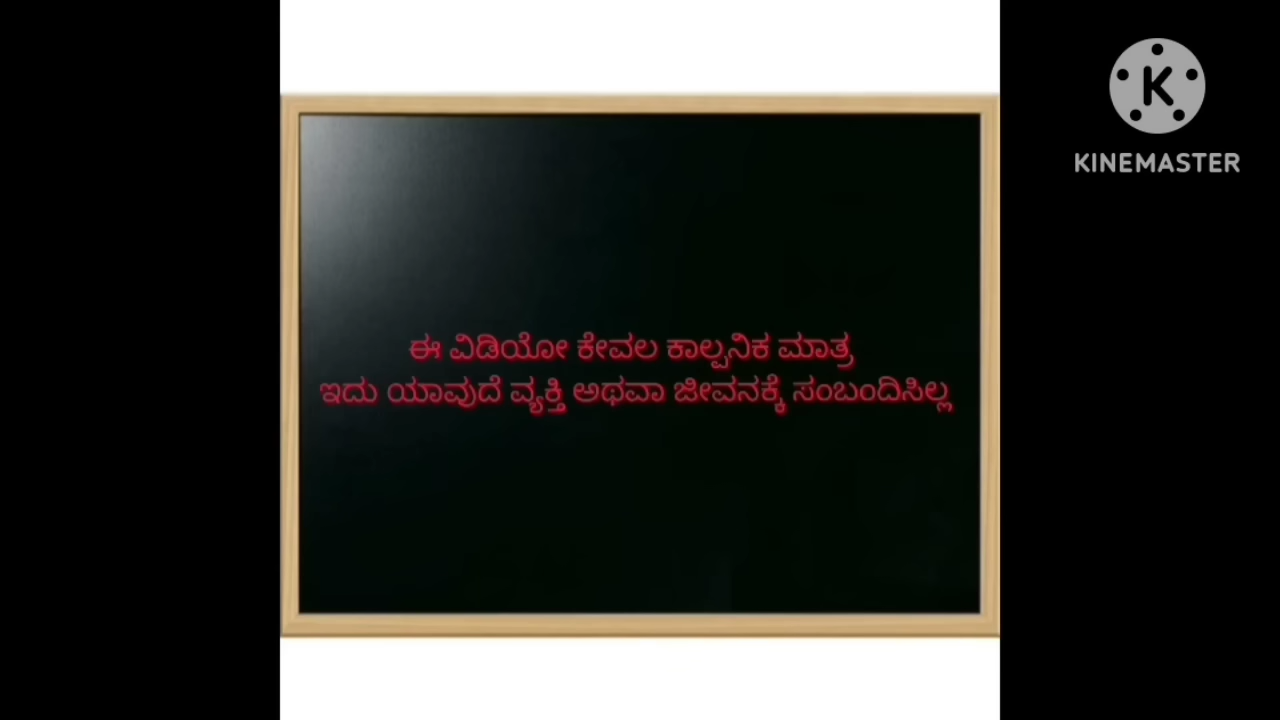 KINEMASTER
ಈ ವಿಡಿಯೋ ಕೇವಲ ಕಾಲ್ಪನಿಕ ಮಾತ್ರ
ಇದು ಯಾವುದೆ ವ್ಯಕ್ತಿ ಅಥವಾ ಜೀವನಕ್ಕೆ ಸಂಬಂದಿಸಿಲ್ಲ